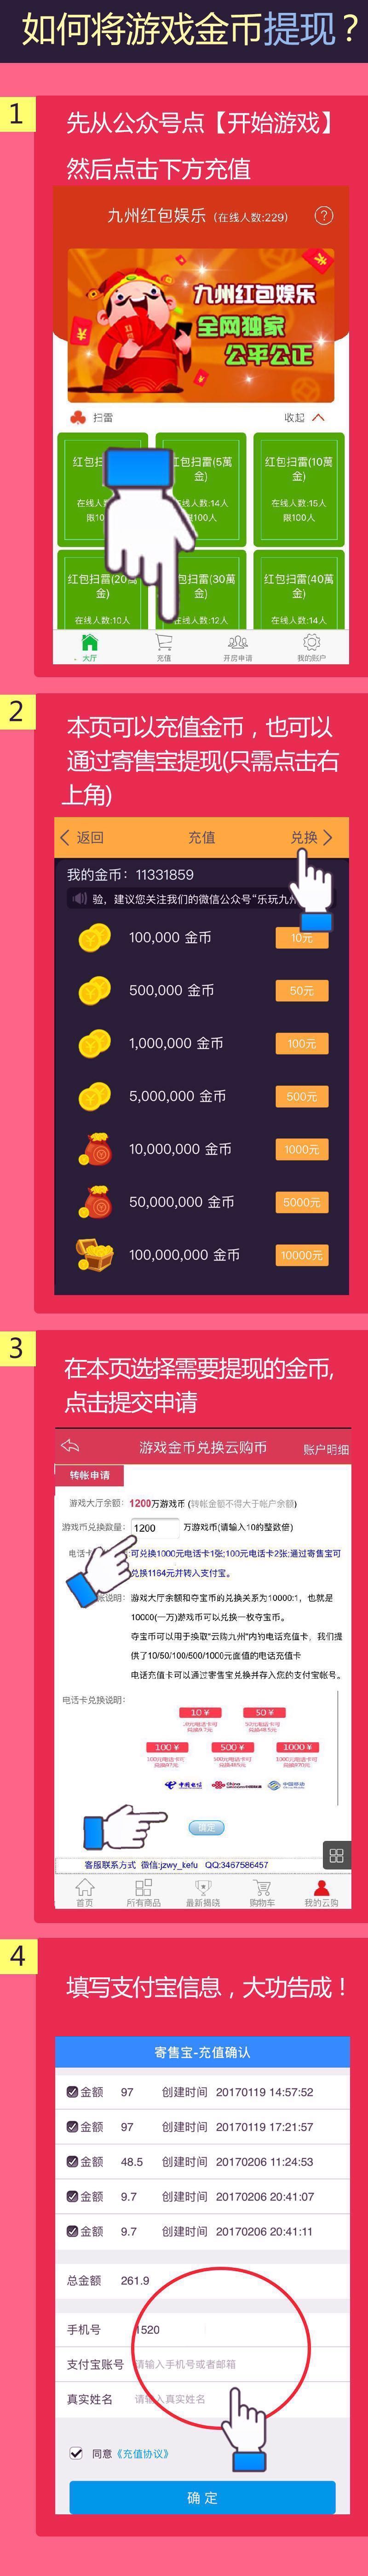 如何将游戏金币提现？
1
先从公众号点【开始游戏】
然后点击下方充值
九州红包娱乐（在线人数:229）
?
九州红包娱乐
全网独家
公平公正
扫雷
收起
红包扫
工包扫雷(5萬
金)
红包扫雷(10萬
金)
在线人
线人数:14人
在线人数:15人
限10
艮100人
限100人
红包扫雷(20萬
金)
包扫雷(30萬
金)
红包扫雷(40萬
金)
在线人数:10人
线人数:12人
在线人数:14人
大厅
充值
开房申请
我的账户
2
本页可以充值金币，也可以
通过寄售宝提现(只需点击右
上角)
返回
充值
兑换
我的金币：11331859
验，建议您关注我们的微信公众号“乐玩九州
100,000 金币
10元
500,000 金币
50元
1,000,000 金币
100元
5,000,000 金币
500元
10,000,000 金币
1000元
50,000,000 金币
5000元
100,000,000 金币
10000元
3
在本页选择需要提现的金币,
点击提交申请
游戏金币兑换云购币
账户明细
转帐申请
游戏大厅余额：1200万游戏币 (转帐金额不得大于帐户余额)
游戏币兑换数量：1200 万游戏币(请输入10的整数倍)
电话卡
可兑换1000元电话卡1张;100元电话卡2张;通过寄售宝可
兑换1164元并转入支付宝。
账说明：游戏大厅余额和夺宝币的兑换关系为10000:1，也就是
10000(一万)游戏币可以兑换一枚夺宝币。
夺宝币可以用于换取"云购九州"内的电话充值卡，我们提
供了10/50/100/500/1000元面值的电话充值卡
电话充值卡可以通过寄售宝兑换并存入您的支付宝帐号。
电话卡兑换说明：
10 ¥
50 ¥
100 ¥
500 ¥
1000 ¥
中国电信
中国移动
确定
客服联系方式 微信:jzwy_kefu QQ:3467586457
首页
所有商品
最新揭晓
购物车
我的云购
4
填写支付宝信息，大功告成！
寄售宝-充值确认
金额 97 创建时间 20170119 14:57:52
金额 97 创建时间 20170119 17:21:57
金额 48.5 创建时间 20170206 11:24:53
金额 9.7 创建时间 20170206 20:41:07
金额 9.7 创建时间 20170206 20:41:11
总金额 261.9
手机号 1520
支付宝账号 请输入手机号或者邮箱
真实姓名 请输入真实姓名
同意《充值协议》
确 定